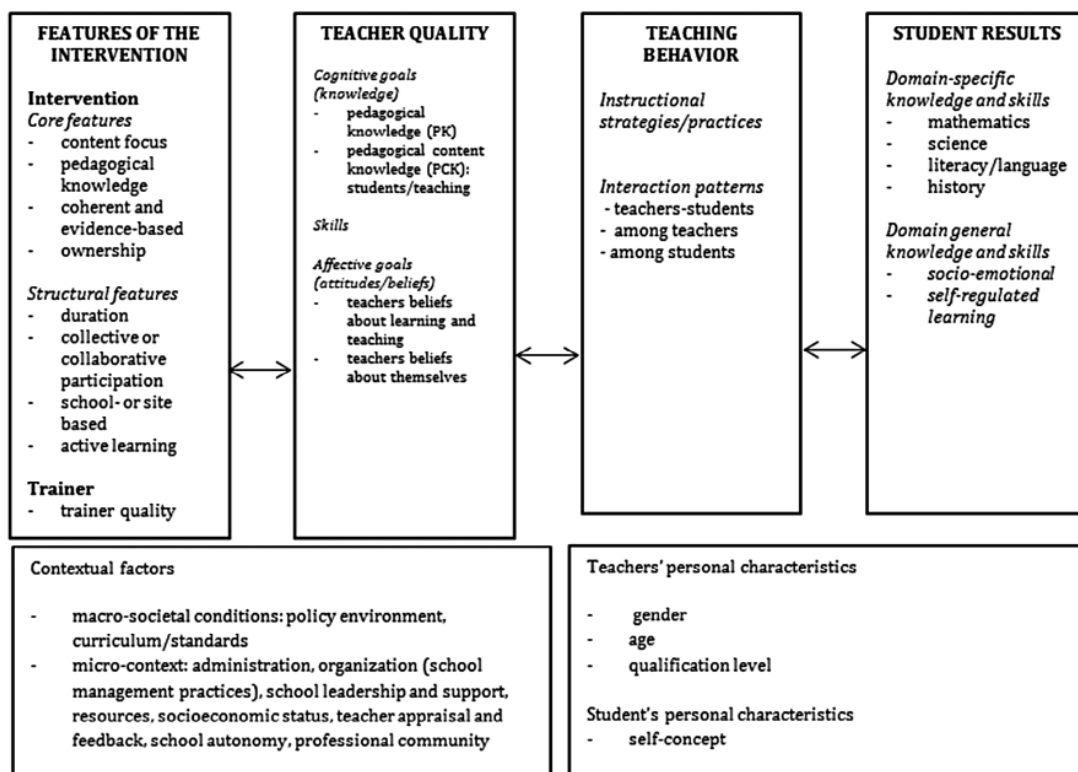 FEATURES OF THE
INTERVENTION
Intervention
Core features
- content focus
- pedagogical
knowledge
- coherent and
evidence-based
- ownership
Structural features
- duration
- collective or
collaborative
participation
- school- or site
based
- active learning
Trainer
- trainer quality
TEACHER QUALITY
Cognitive goals
(knowledge)
- pedagogical
knowledge (PK)
- pedagogical content
knowledge (PCK):
students/teaching
Skills
Affective goals
(attitudes/beliefs)
- teachers beliefs
about learning and
teaching
- teachers beliefs
about themselves
TEACHING
BEHAVIOR
Instructional
strategies/practices
Interaction patterns
- teachers-students
- among teachers
- among students
STUDENT RESULTS
Domain-specific
knowledge and skills
- mathematics
- science
- literacy/language
- history
Domain general
knowledge and skills
- socio-emotional
- self-regulated
learning
Contextual factors
- macro-societal conditions: policy environment,
curriculum/standards
- micro-context: administration, organization (school
management practices), school leadership and support,
resources, socioeconomic status, teacher appraisal and
feedback, school autonomy, professional community
Teachers' personal characteristics
- gender
- age
- qualification level
Student's personal characteristics
- self-concept